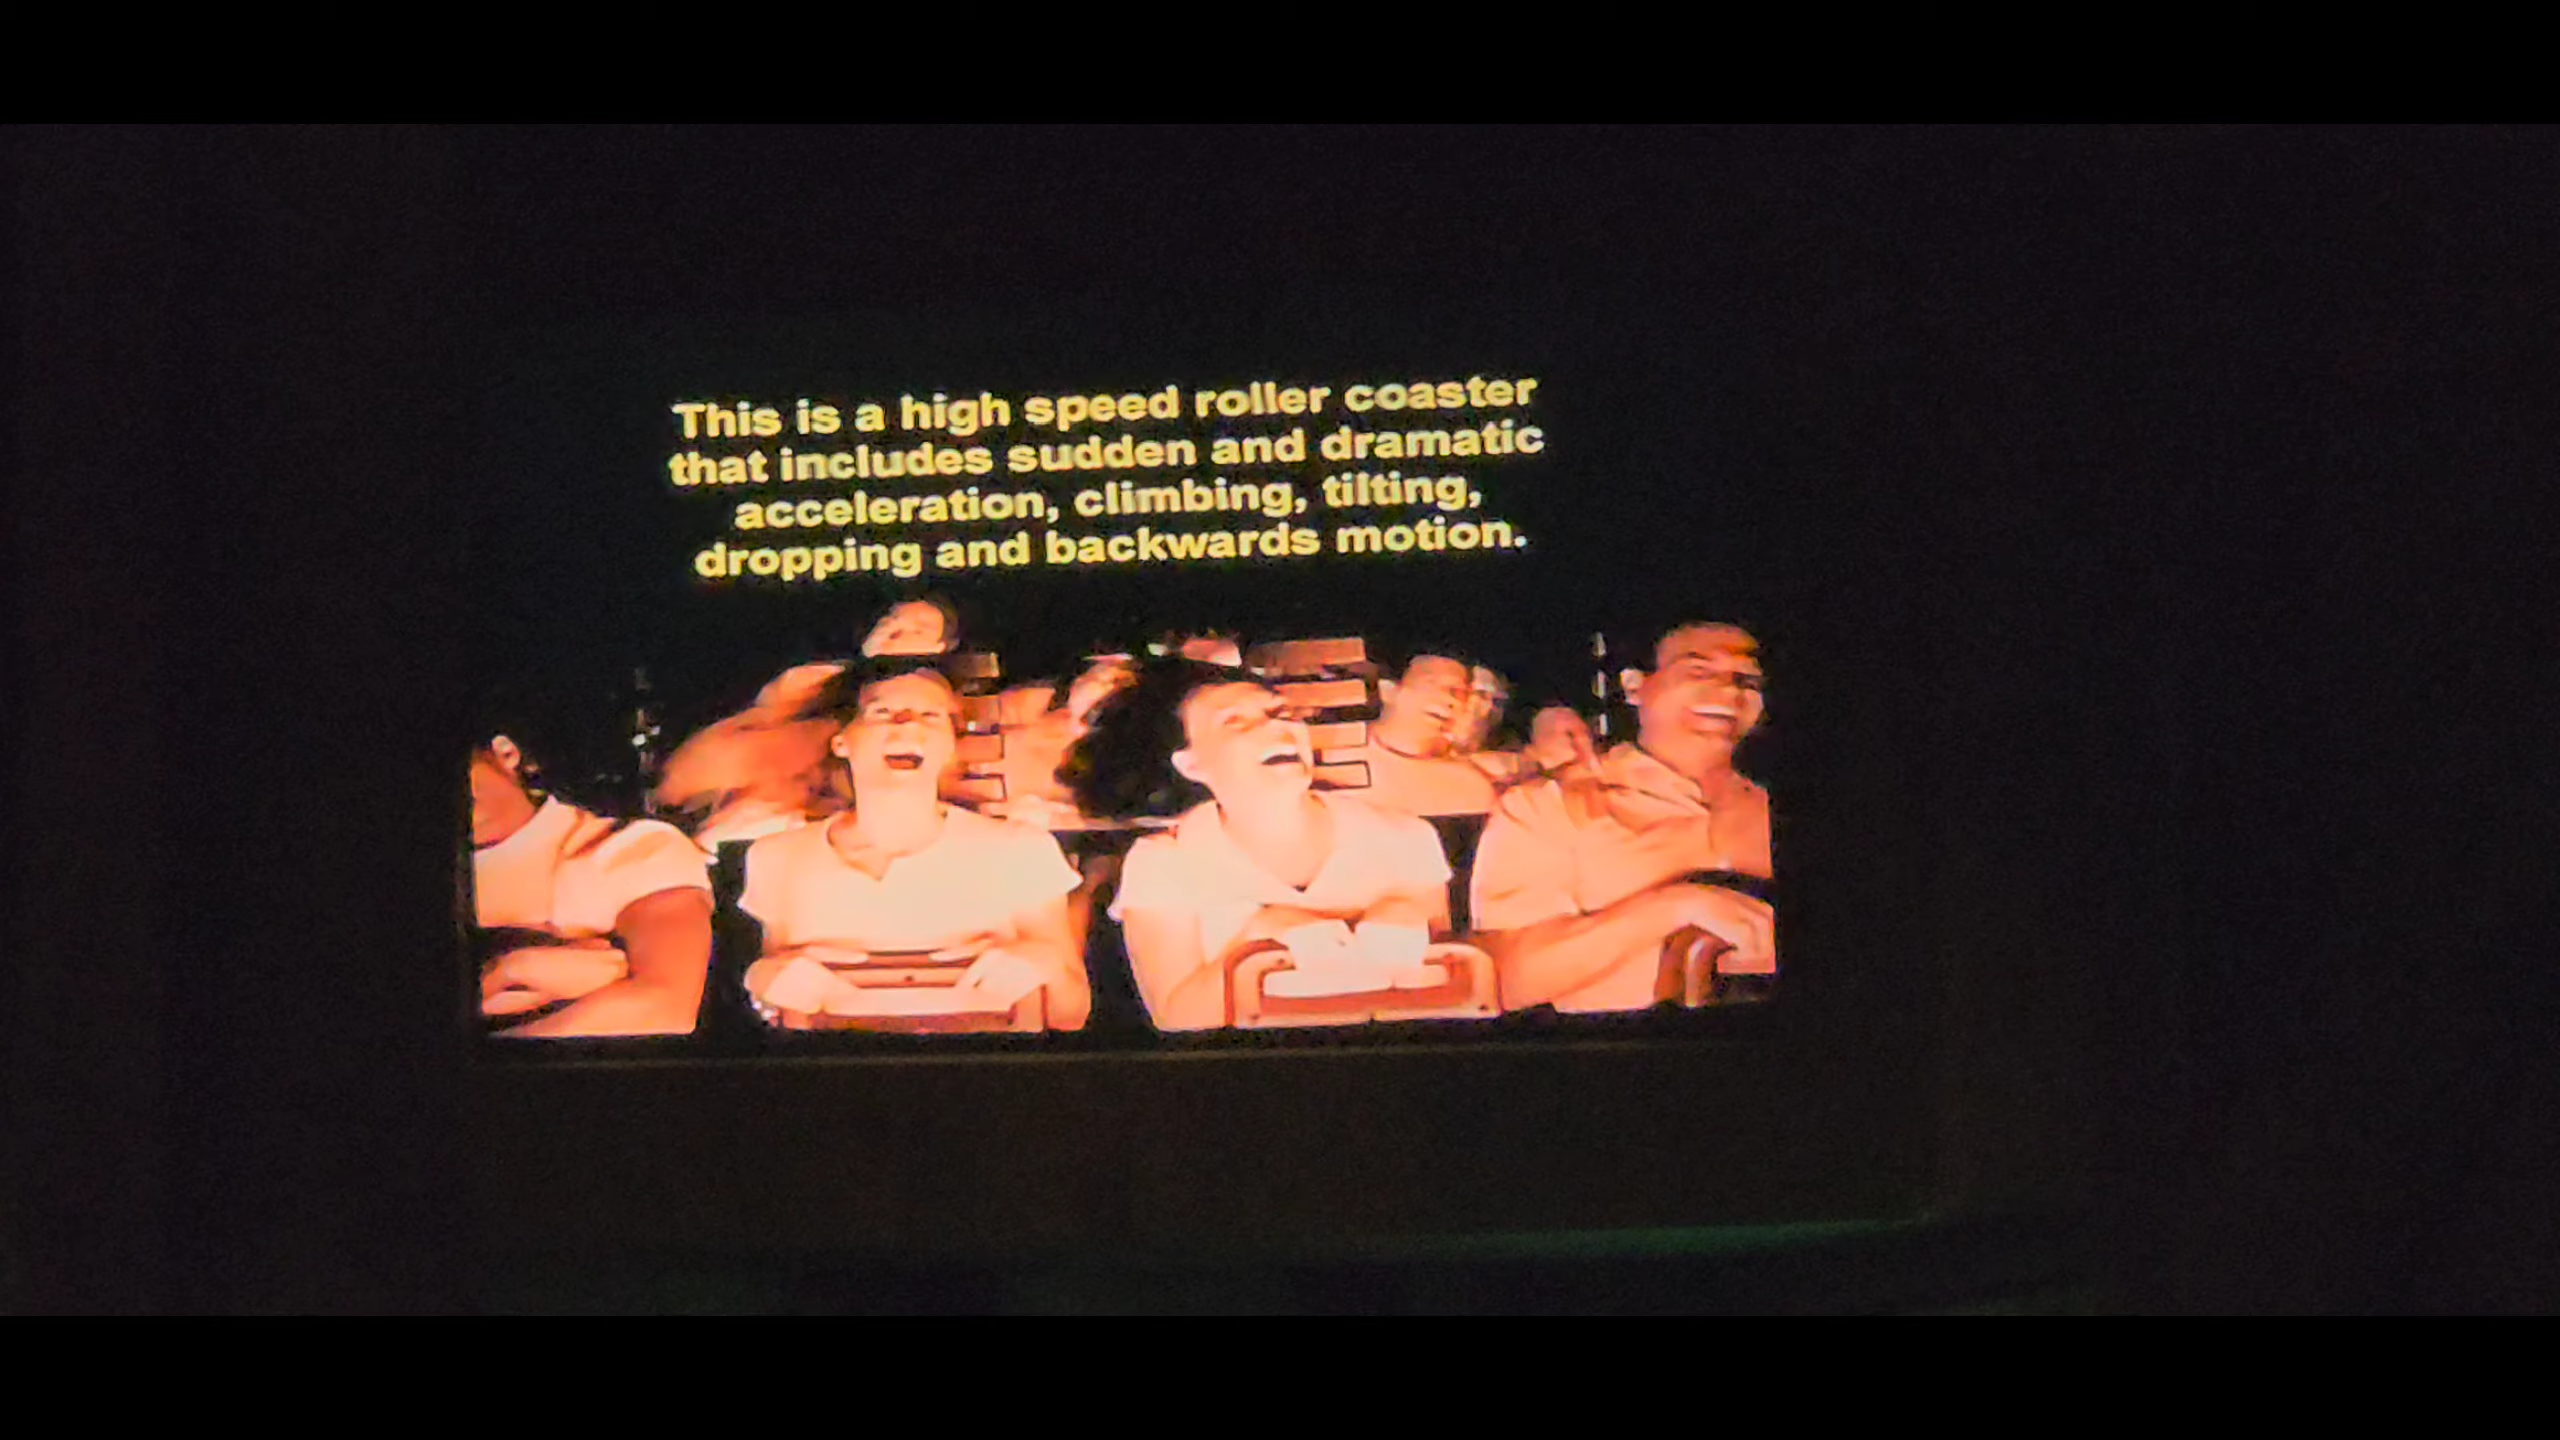 This is a high speed roller coaster
that includes sudden and dramatic
acceleration, climbing, tilting,
dropping and backwards motion.